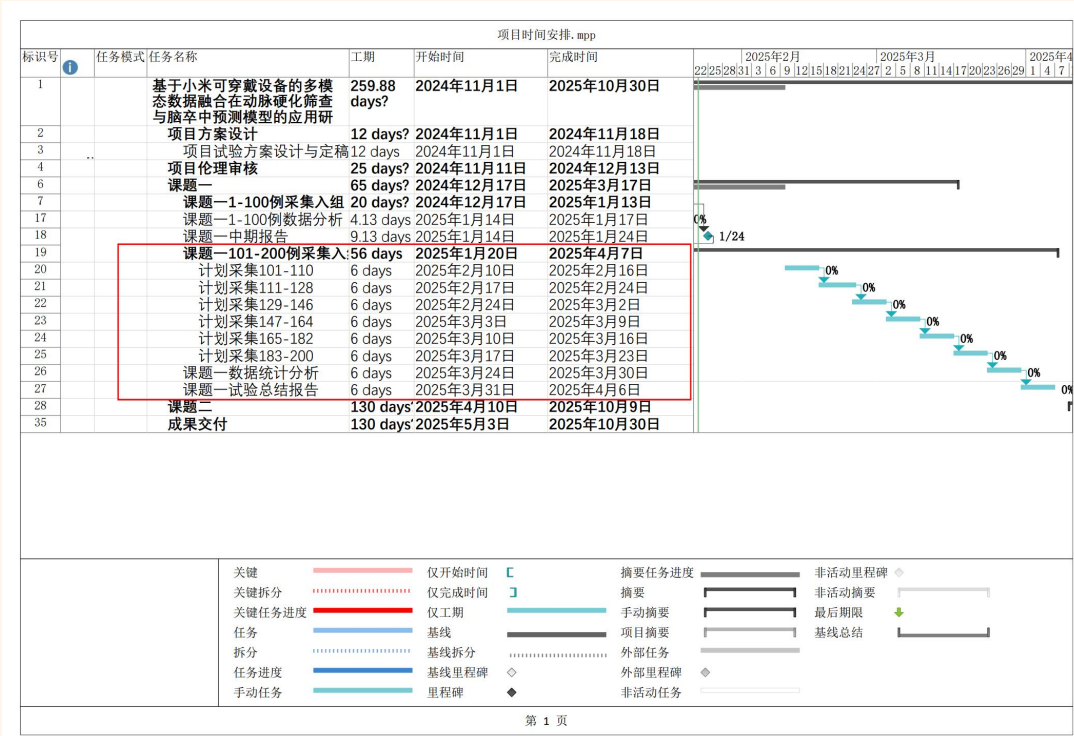 项目时间安排.mpp
标识号 任务模式 任务名称 工期 开始时间 完成时间 2025年2月 2025年3月 2025年4
22 25 28 31 3 6 9 12 15 18 21 24 27 2 5 8 11 14 17 20 23 26 29 1 4 7
1 基于小米可穿戴设备的多模 259.88 2024年11月1日 2025年10月30日
态数据融合在动脉硬化筛查 days?
与脑卒中预测模型的应用研
2 项目方案设计 12 days? 2024年11月1日 2024年11月18日
3 项目试验方案设计与定稿 12 days 2024年11月1日 2024年11月18日
4 项目伦理审核 25 days? 2024年11月11日 2024年12月13日
6 课题一 65 days? 2024年12月17日 2025年3月17日
7 课题一1-100例采集入组 20 days? 2024年12月17日 2025年1月13日
17 课题一1-100例数据分析 4.13 days 2025年1月14日 2025年1月17日 0%
18 课题一中期报告 9.13 days 2025年1月14日 2025年1月24日 1/24
19 课题一101-200例采集入 56 days 2025年1月20日 2025年4月7日
20 计划采集101-110 6 days 2025年2月10日 2025年2月16日 0%
21 计划采集111-128 6 days 2025年2月17日 2025年2月24日 0%
22 计划采集129-146 6 days 2025年2月24日 2025年3月2日 0%
23 计划采集147-164 6 days 2025年3月3日 2025年3月9日 0%
24 计划采集165-182 6 days 2025年3月10日 2025年3月16日 0%
25 计划采集183-200 6 days 2025年3月17日 2025年3月23日 0%
26 课题一数据统计分析 6 days 2025年3月24日 2025年3月30日 0%
27 课题一试验总结报告 6 days 2025年3月31日 2025年4月6日 0%
28 课题二 130 days? 2025年4月10日 2025年10月9日
35 成果交付 130 days? 2025年5月3日 2025年10月30日
关键 仅开始时间 摘要任务进度 非活动里程碑
关键拆分 仅完成时间 摘要 非活动摘要
关键任务进度 仅工期 手动摘要 最后期限
任务 基线 项目摘要 基线总结
拆分 基线拆分 外部任务
任务进度 基线里程碑 外部里程碑
手动任务 里程碑 非活动任务
第 1 页